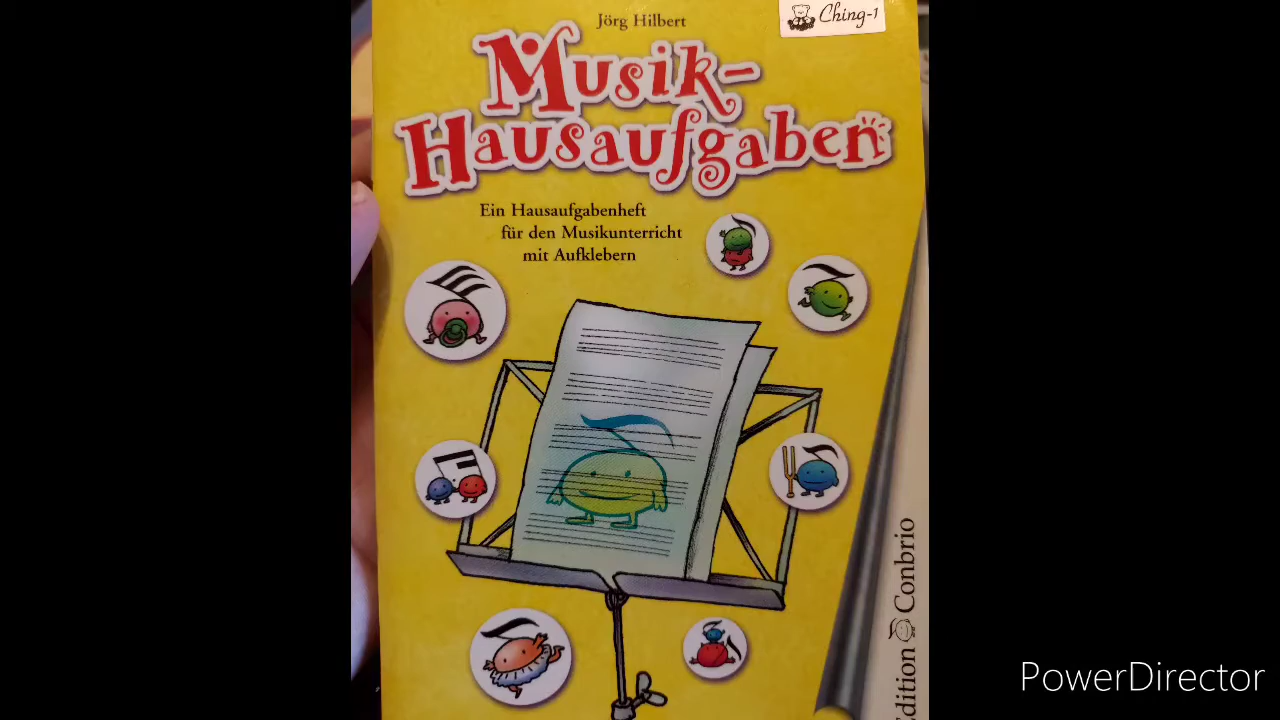 Jörg Hilbert
Ching-1
Musik-
Hausaufgaben
Ein Hausaufgabenheft
für den Musikunterricht
mit Aufklebern
Edition Conbrio
PowerDirector